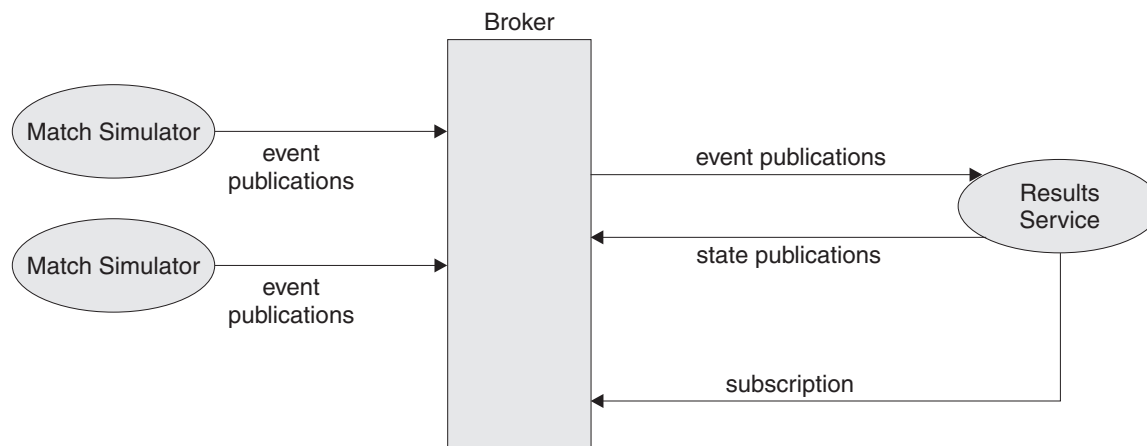 Broker
Match Simulator
event
publications
event publications
Results
Service
state publications
Match Simulator
event
publications
subscription